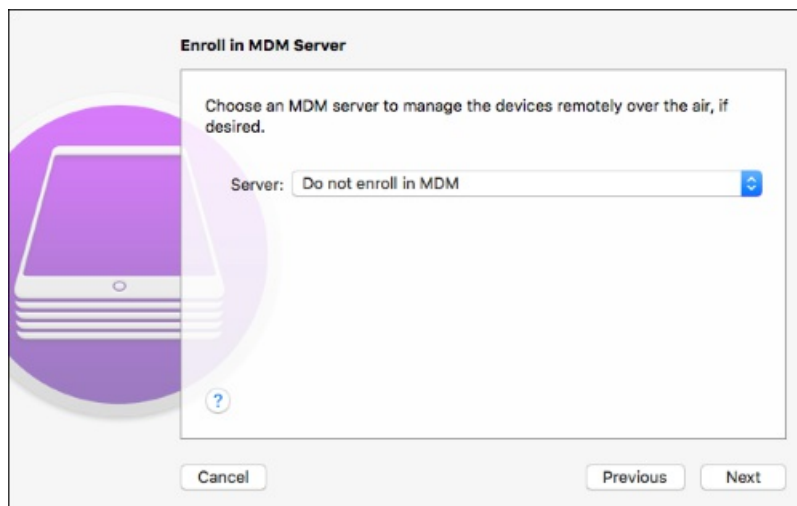 Enroll in MDM Server
Choose an MDM server to manage the devices remotely over the air, if
desired.
Server: Do not enroll in MDM
?
Cancel Previous Next